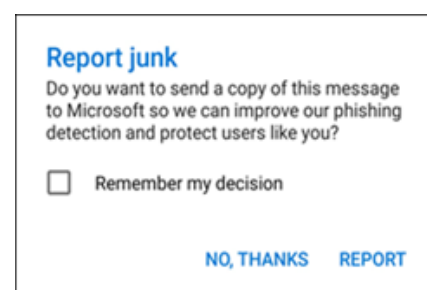 Report junk
Do you want to send a copy of this message
to Microsoft so we can improve our phishing
detection and protect users like you?
Remember my decision
NO, THANKS REPORT